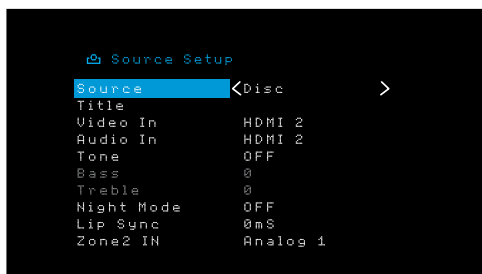 Source Setup
Source Disc
Title
Video In HDMI 2
Audio In HDMI 2
Tone OFF
Bass 0
Treble 0
Night Mode OFF
Lip Sync 0mS
Zone2 IN Analog 1